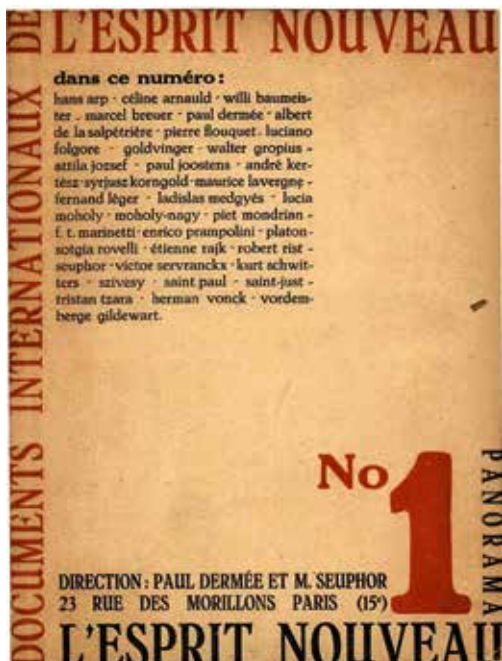 DOCUMENTS INTERNATIONAUX DE
L'ESPRIT NOUVEAU
dans ce numéro :
hans arp · céline arnauld · willi baumeis-
ter . marcel breuer · paul dermée - albert
de la salpétrière · pierre flouquet . luciano
folgore · goldvinger · walter gropius -
attila jozsef · paul joostens · andré ker-
tész · syrjusz korngold · maurice lavergne -
fernand léger · ladislas medgyés · lucia
moholy · moholy-nagy · piet mondrian -
f. t. marinetti · enrico prampolini · platon-
sotgia rovelli · étienne rajk · robert rist -
seuphor · victor servranckx · kurt schwit-
ters · szivesy · saint paul · saint-just -
tristan tzara · herman vonck · vordem-
berge gildewart.
No 1
PANORAMA
DIRECTION : PAUL DERMÉE ET M. SEUPHOR
23 RUE DES MORILLONS PARIS (15e)
L'ESPRIT NOUVEAU